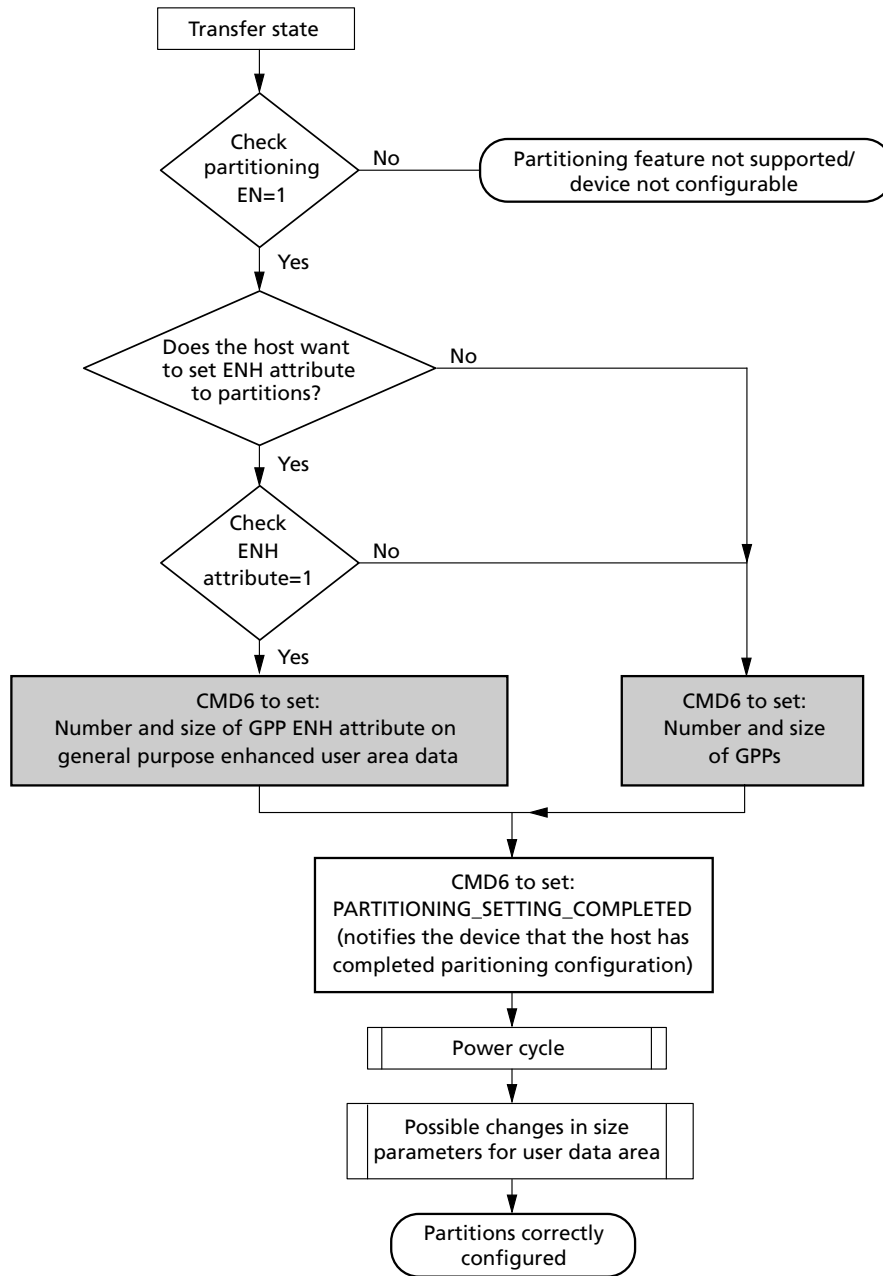 Transfer state
Check
partitioning
EN=1
No
Partitioning feature not supported/
device not configurable
Yes
Does the host want
to set ENH attribute
to partitions?
No
Yes
Check
ENH
attribute=1
No
Yes
CMD6 to set:
Number and size of GPP ENH attribute on
general purpose enhanced user area data
CMD6 to set:
Number and size
of GPPs
CMD6 to set:
PARTITIONING_SETTING_COMPLETED
(notifies the device that the host has
completed paritioning configuration)
Power cycle
Possible changes in size
parameters for user data area
Partitions correctly
configured